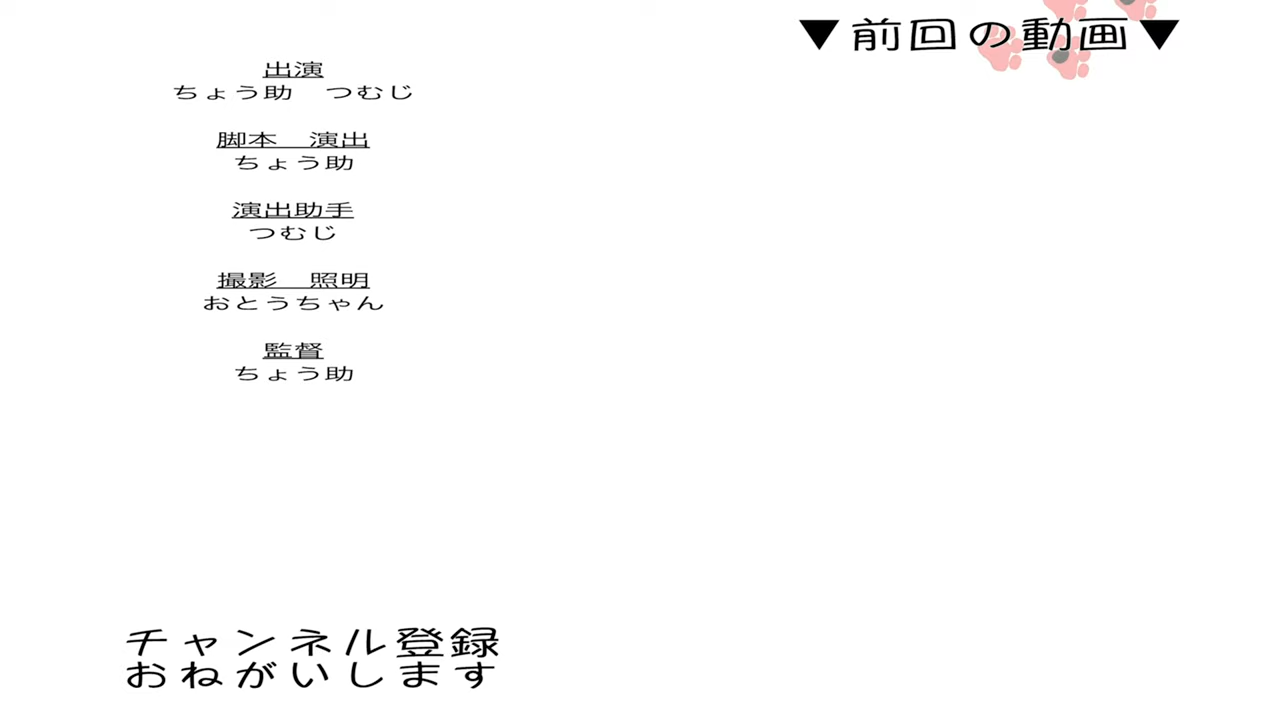 ▼前回の動画▼
出演
ちょう助　つむじ
脚本　演出
ちょう助
演出助手
つむじ
撮影　照明
おとうちゃん
監督
ちょう助
チャンネル登録
おねがいします